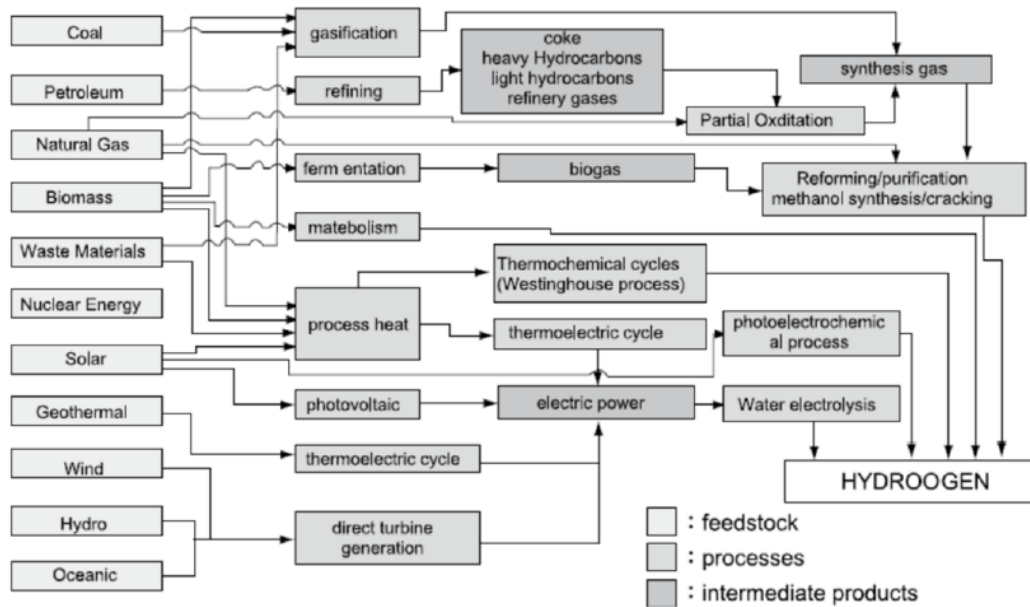 Coal
Petroleum
Natural Gas
Biomass
Waste Materials
Nuclear Energy
Solar
Geothermal
Wind
Hydro
Oceanic
gasification
refining
ferm entation
matebolism
process heat
photovoltaic
thermoelectric cycle
direct turbine
generation
coke
heavy Hydrocarbons
light hydrocarbons
refinery gases
biogas
Thermochemical cycles
(Westinghouse process)
thermoelectric cycle
electric power
synthesis gas
Partial Oxditation
Reforming/purification
methanol synthesis/cracking
photoelectrochemic
al process
Water electrolysis
HYDROOGEN
: feedstock
: processes
: intermediate products